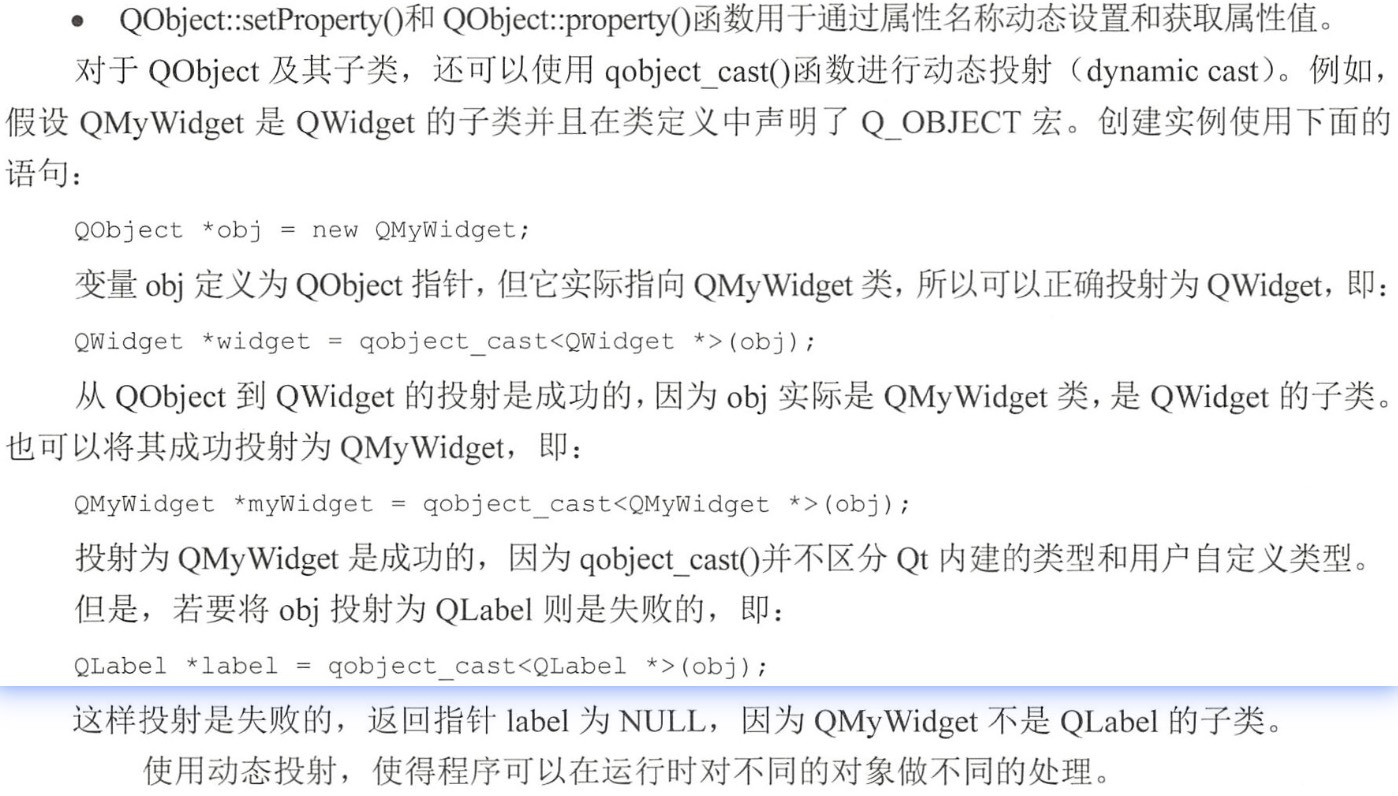 • QObject::setProperty()和 QObject::property()函数用于通过属性名称动态设置和获取属性值。
对于 QObject 及其子类，还可以使用 qobject_cast()函数进行动态投射（dynamic cast）。例如，
假设 QMyWidget 是 QWidget 的子类并且在类定义中声明了 Q_OBJECT 宏。创建实例使用下面的
语句：
QObject *obj = new QMyWidget;
变量 obj 定义为 QObject 指针，但它实际指向 QMyWidget 类，所以可以正确投射为 QWidget，即：
QWidget *widget = qobject_cast<QWidget *>(obj);
从 QObject 到 QWidget 的投射是成功的，因为 obj 实际是 QMyWidget 类，是 QWidget 的子类。
也可以将其成功投射为 QMyWidget，即：
QMyWidget *myWidget = qobject_cast<QMyWidget *>(obj);
投射为 QMyWidget 是成功的，因为 qobject_cast()并不区分 Qt 内建的类型和用户自定义类型。
但是，若要将 obj 投射为 QLabel 则是失败的，即：
QLabel *label = qobject_cast<QLabel *>(obj);
这样投射是失败的，返回指针 label 为 NULL，因为 QMyWidget 不是 QLabel 的子类。
使用动态投射，使得程序可以在运行时对不同的对象做不同的处理。